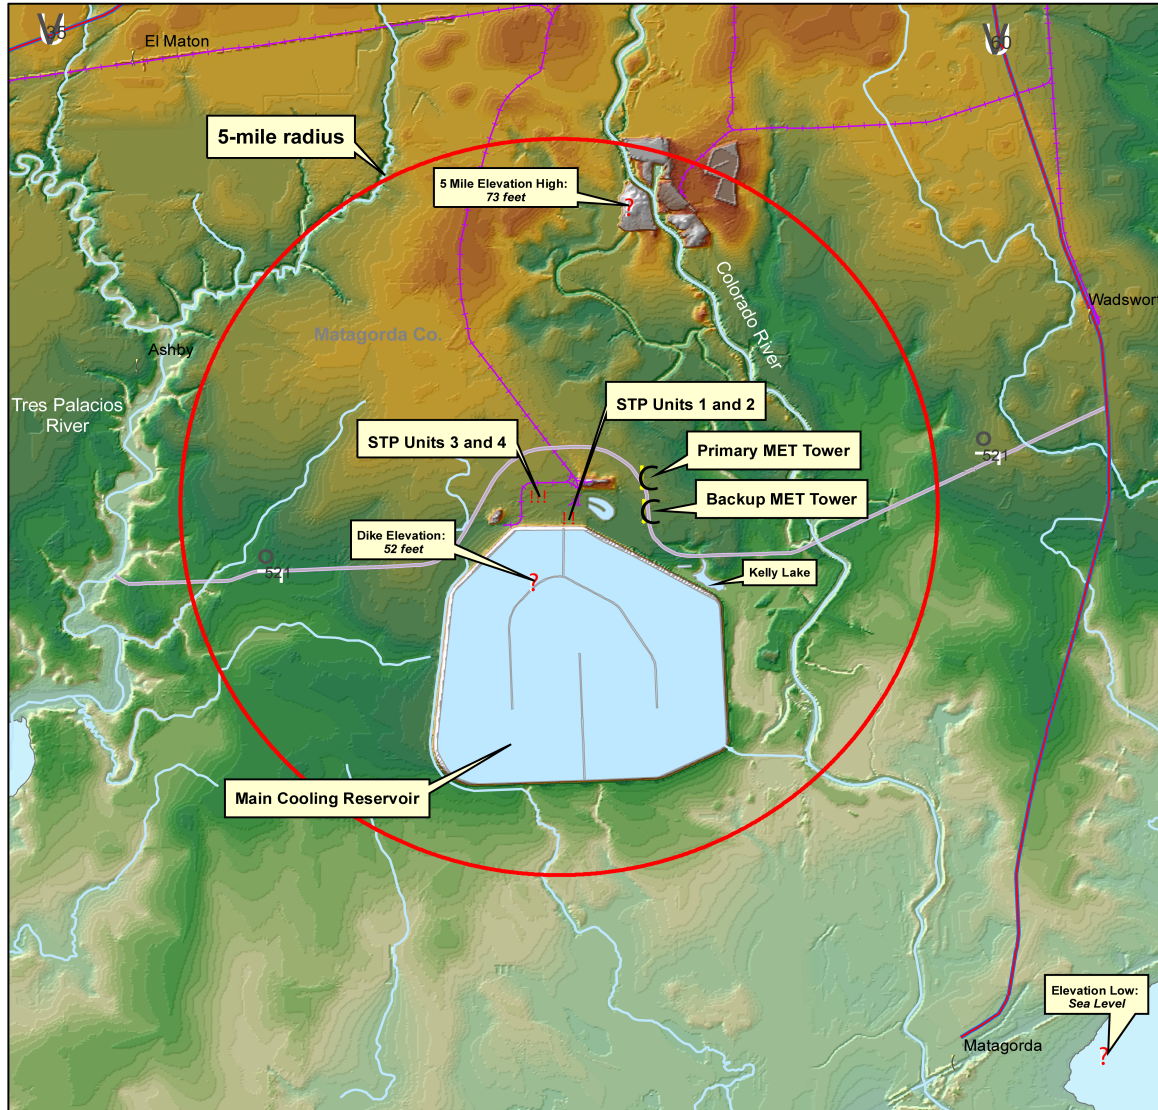 35
El Maton
60
5-mile radius
5 Mile Elevation High:
73 feet
?
Colorado River
Wadswort
Matagorda Co.
Ashby
Tres Palacios
River
STP Units 1 and 2
STP Units 3 and 4
Primary MET Tower
521
Backup MET Tower
!!!
!!
Dike Elevation:
52 feet
?
521
Kelly Lake
Main Cooling Reservoir
Elevation Low:
Sea Level
?
Matagorda